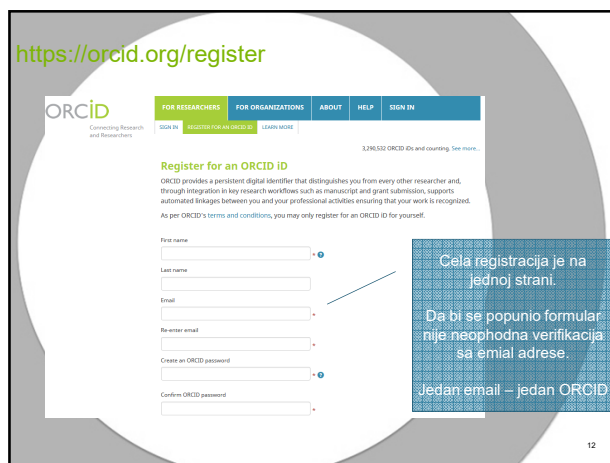 https://orcid.org/register
ORCID
Connecting Research
and Researchers
FOR RESEARCHERS FOR ORGANIZATIONS ABOUT HELP SIGN IN
SIGN IN REGISTER FOR AN ORCID ID LEARN MORE
3,290,532 ORCID iDs and counting. See more...
Register for an ORCID iD
ORCID provides a persistent digital identifier that distinguishes you from every other researcher and,
through integration in key research workflows such as manuscript and grant submission, supports
automated linkages between you and your professional activities ensuring that your work is recognized.
As per ORCID's terms and conditions, you may only register for an ORCID iD for yourself.
First name
* ?
Last name
Email
*
Re-enter email
*
Create an ORCID password
* ?
Confirm ORCID password
*
Cela registracija je na
jednoj strani.
Da bi se popunio formular
nije neophodna verifikacija
sa emial adrese.
Jedan email – jedan ORCID
12